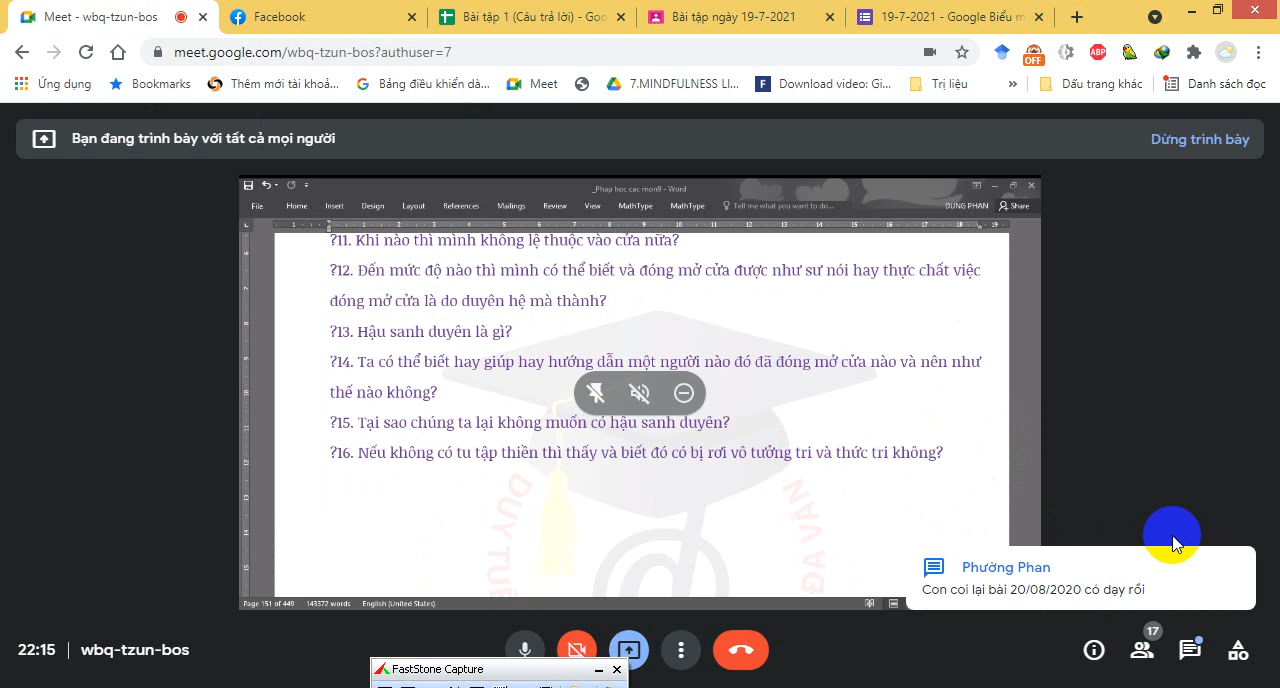 Meet - wbq-tzun-bos
Facebook
Bài tập 1 (Câu trả lời) - Goo
Bài tập ngày 19-7-2021
19-7-2021 - Google Biểu m
meet.google.com/wbq-tzun-bos?authuser=7
OFF
ABP
Ứng dụng
Bookmarks
Thêm mới tài khoả...
Bảng điều khiển đà...
Meet
7.MINDFULNESS LI...
Download video: Gi...
Trị liệu
»
Dấu trang khác
Danh sách đọc
Bạn đang trình bày với tất cả mọi người
Dừng trình bày
_Phap hoc cac mon9 - Word
File Home Insert Design Layout References Mailings Review View MathType MathType Tell me what you want to do... DUNG PHAN Share
?11. Khi nào thì mình không lệ thuộc vào cửa nữa?
?12. Đến mức độ nào thì mình có thể biết và đóng mở cửa được như sư nói hay thực chất việc
đóng mở cửa là do duyên hệ mà thành?
?13. Hậu sanh duyên là gì?
?14. Ta có thể biết hay giúp hay hướng dẫn một người nào đó đã đóng mở cửa nào và nên như
thế nào không?
?15. Tại sao chúng ta lại không muốn có hậu sanh duyên?
?16. Nếu không có tu tập thiền thì thấy và biết đó có bị rơi vô tưởng tri và thức tri không?
DUY TUỆ
ĐA VĂN
@
Phường Phan
Con coi lại bài 20/08/2020 có dạy rồi
Page 151 of 449 143372 words English (United States)
22:15 | wbq-tzun-bos
17
FastStone Capture